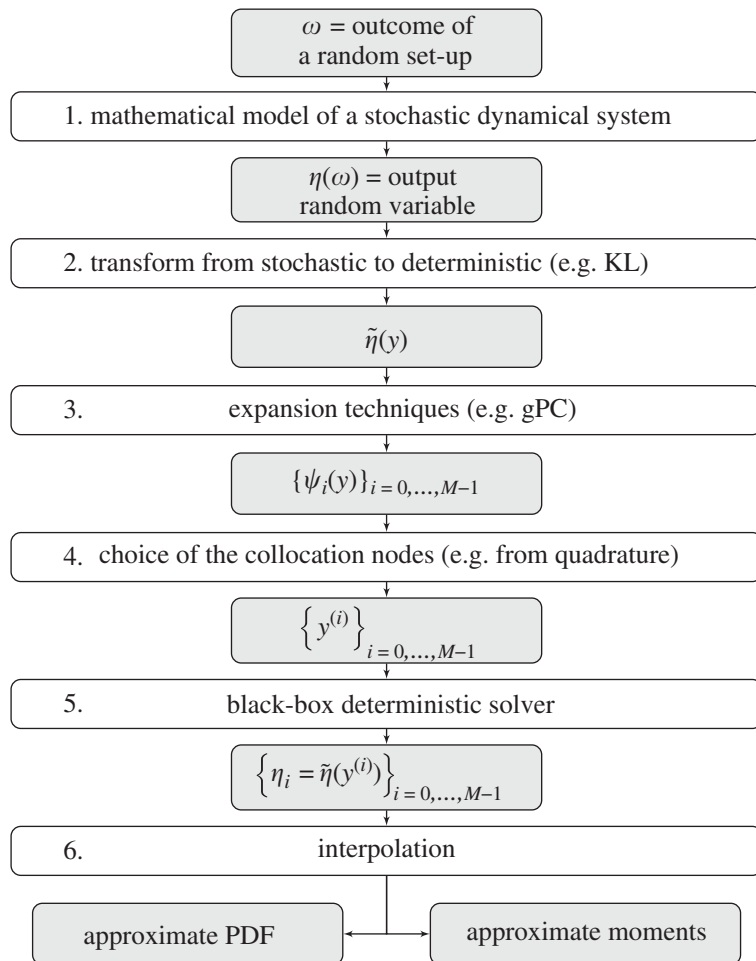 ω = outcome of
a random set-up
1. mathematical model of a stochastic dynamical system
η(ω) = output
random variable
2. transform from stochastic to deterministic (e.g. KL)
η̃(y)
3. expansion techniques (e.g. gPC)
{ψᵢ(y)}ᵢ₌₀,...,M−1
4. choice of the collocation nodes (e.g. from quadrature)
{y⁽ⁱ⁾}ᵢ₌₀,...,M−1
5. black-box deterministic solver
{ηᵢ = η̃(y⁽ⁱ⁾)}ᵢ₌₀,...,M−1
6. interpolation
approximate PDF approximate moments